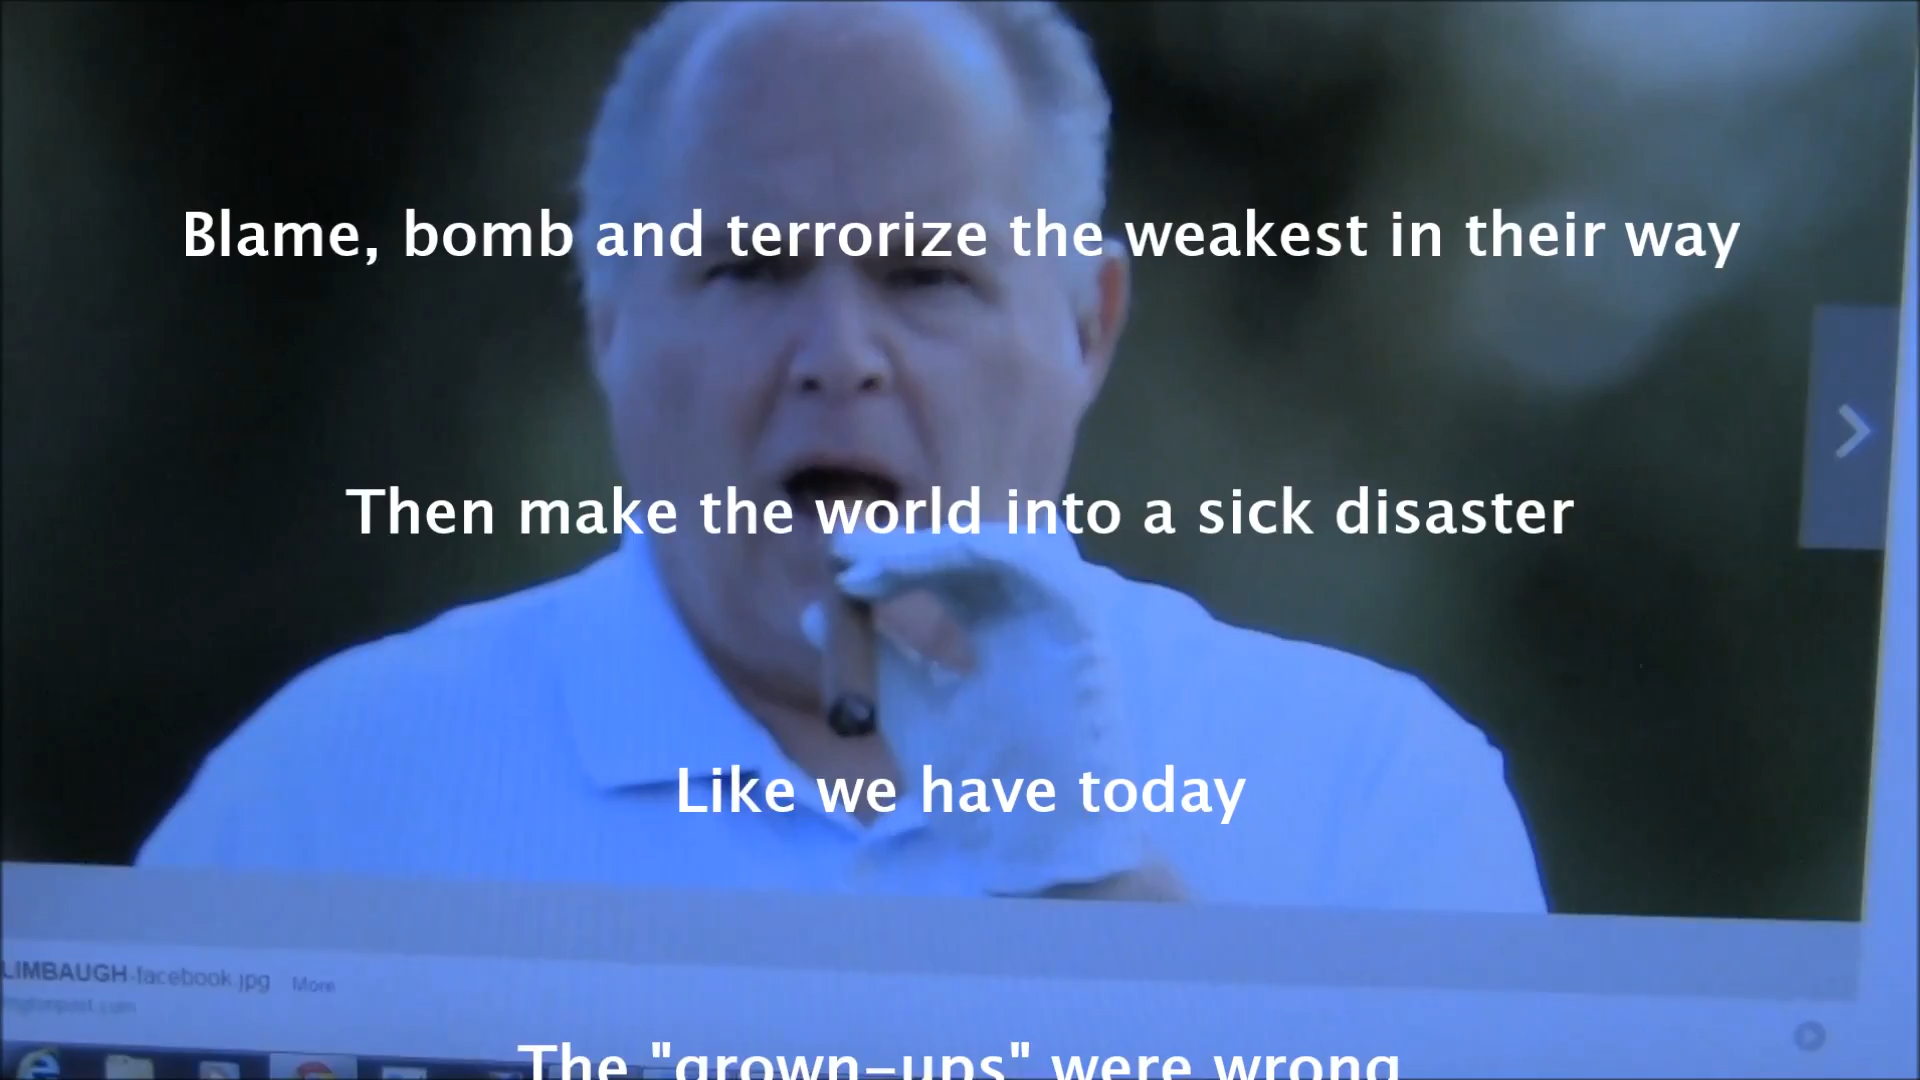 Blame, bomb and terrorize the weakest in their way
Then make the world into a sick disaster
Like we have today
LIMBAUGH-facebook.jpg More
The "grown-ups" were wrong